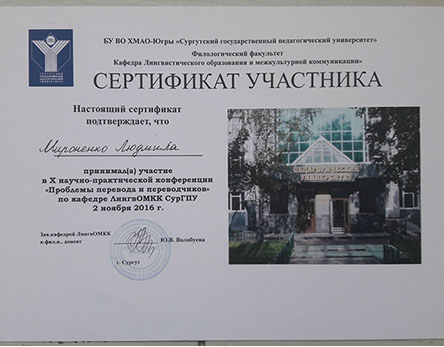 БУ ВО ХМАО-Югры «Сургутский государственный педагогический университет»
Филологический факультет
Кафедра Лингвистического образования и межкультурной коммуникации»
СЕРТИФИКАТ УЧАСТНИКА
Настоящий сертификат
подтверждает, что
Мироненко Людмила
принимал(а) участие
в X научно-практической конференции
«Проблемы перевода и переводчиков»
по кафедре ЛингвОМКК СурГПУ
2 ноября 2016 г.
Зав.кафедрой ЛингвОМКК
к.ф.н., доцент
Ю.В. Волобуева
г. Сургут
ПЕДАГОГИЧЕСКИЙ
УНИВЕРСИТЕТ